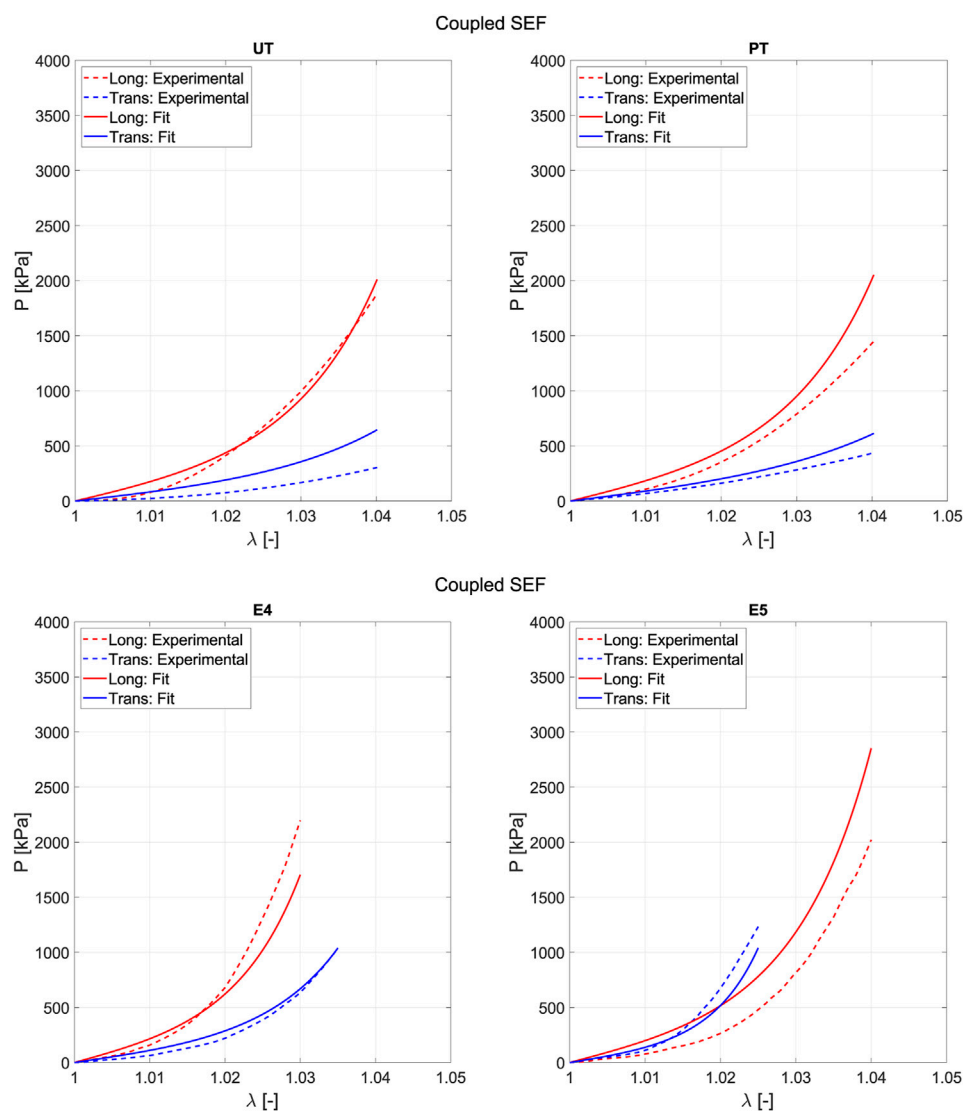 Coupled SEF
UT
4000
3500
3000
2500
2000
1500
1000
500
0
P [kPa]
Long: Experimental
Trans: Experimental
Long: Fit
Trans: Fit
1 1.01 1.02 1.03 1.04 1.05
λ [-]
PT
4000
3500
3000
2500
2000
1500
1000
500
0
P [kPa]
Long: Experimental
Trans: Experimental
Long: Fit
Trans: Fit
1 1.01 1.02 1.03 1.04 1.05
λ [-]
Coupled SEF
E4
4000
3500
3000
2500
2000
1500
1000
500
0
P [kPa]
Long: Experimental
Trans: Experimental
Long: Fit
Trans: Fit
1 1.01 1.02 1.03 1.04 1.05
λ [-]
E5
4000
3500
3000
2500
2000
1500
1000
500
0
P [kPa]
Long: Experimental
Trans: Experimental
Long: Fit
Trans: Fit
1 1.01 1.02 1.03 1.04 1.05
λ [-]